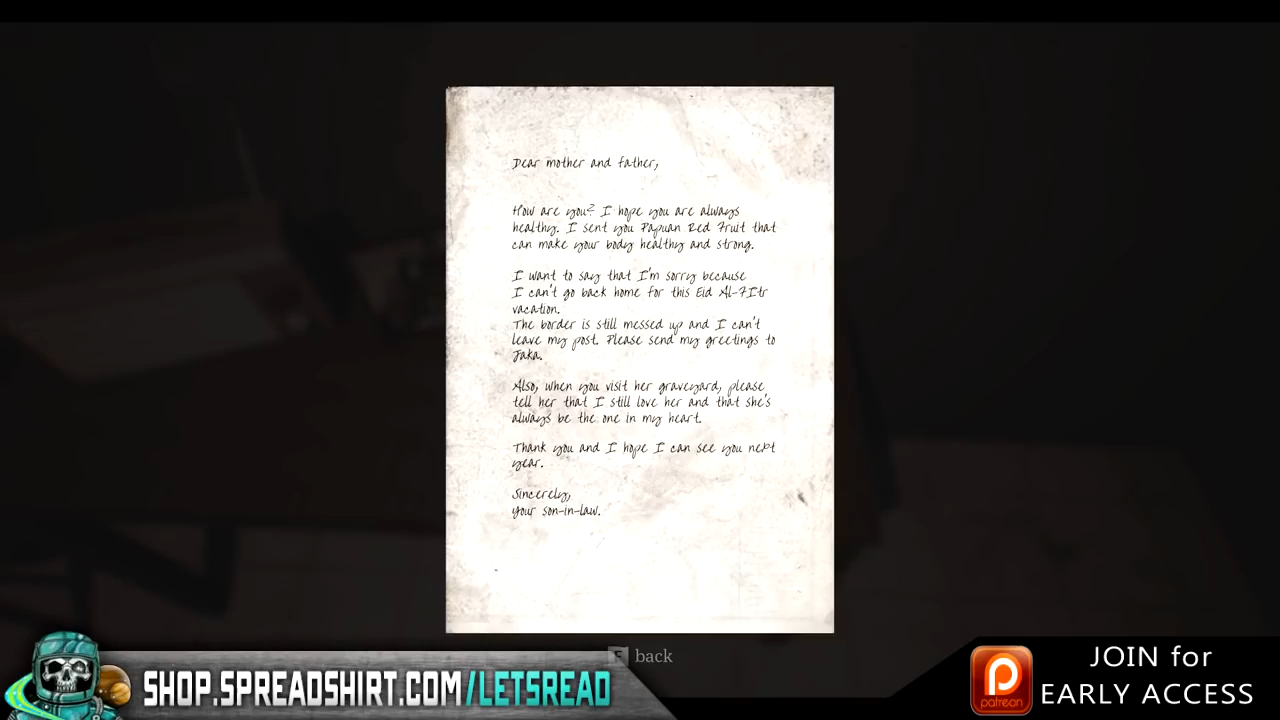 Dear mother and father,
How are you? I hope you are always
healthy. I sent you Papuan Red Fruit that
can make your body healthy and strong.
I want to say that I'm sorry because
I can't go back home for this Eid Al-FItr
vacation.
The border is still messed up and I can't
leave my post. Please send my greetings to
Jaka.
Also, when you visit her graveyard, please
tell her that I still love her and that she's
always be the one in my heart.
Thank you and I hope I can see you next
year.
Sincerely,
Your son-in-law.
E back
SHOP.SPREADSHIRT.COM/LETSREAD
patreon
JOIN for
EARLY ACCESS